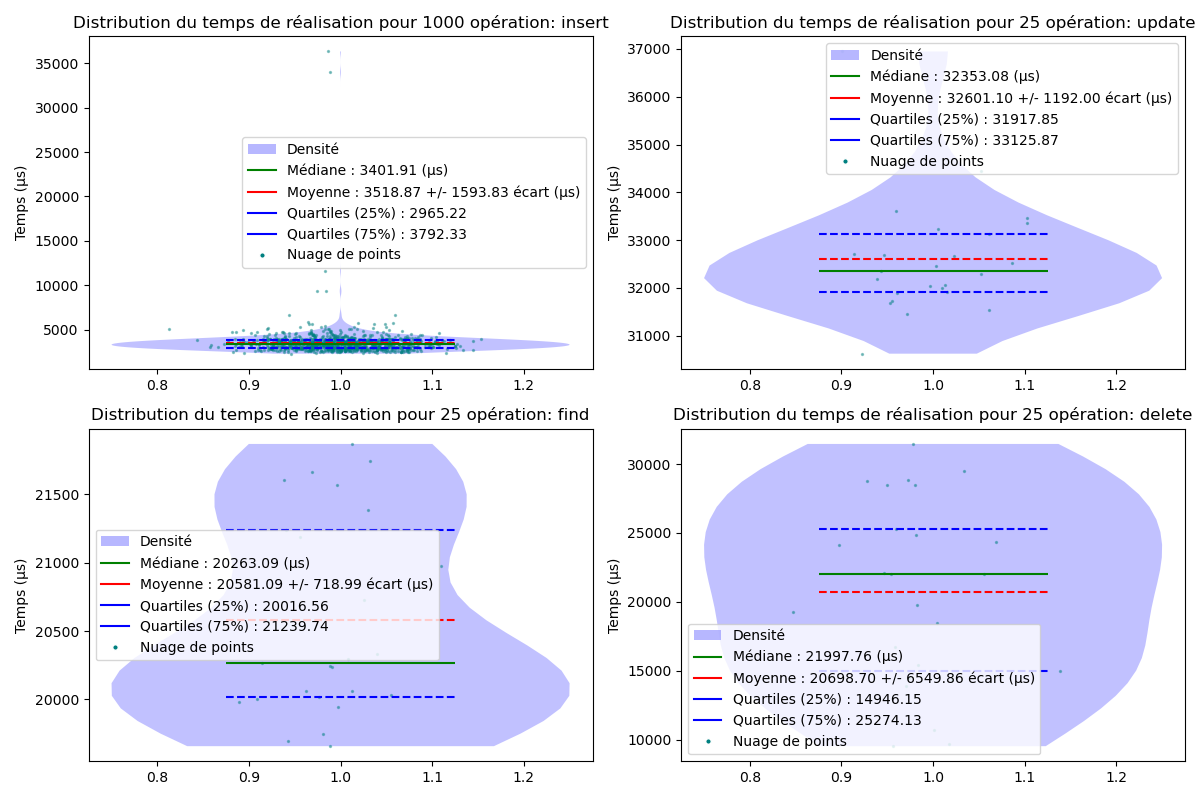 Distribution du temps de réalisation pour 1000 opération: insert
Temps (µs)
35000
30000
25000
20000
15000
10000
5000
Densité
Médiane : 3401.91 (µs)
Moyenne : 3518.87 +/- 1593.83 écart (µs)
Quartiles (25%) : 2965.22
Quartiles (75%) : 3792.33
Nuage de points
0.8 0.9 1.0 1.1 1.2
Distribution du temps de réalisation pour 25 opération: update
Temps (µs)
37000
36000
35000
34000
33000
32000
31000
Densité
Médiane : 32353.08 (µs)
Moyenne : 32601.10 +/- 1192.00 écart (µs)
Quartiles (25%) : 31917.85
Quartiles (75%) : 33125.87
Nuage de points
0.8 0.9 1.0 1.1 1.2
Distribution du temps de réalisation pour 25 opération: find
Temps (µs)
21500
21000
20500
20000
Densité
Médiane : 20263.09 (µs)
Moyenne : 20581.09 +/- 718.99 écart (µs)
Quartiles (25%) : 20016.56
Quartiles (75%) : 21239.74
Nuage de points
0.8 0.9 1.0 1.1 1.2
Distribution du temps de réalisation pour 25 opération: delete
Temps (µs)
30000
25000
20000
15000
10000
Densité
Médiane : 21997.76 (µs)
Moyenne : 20698.70 +/- 6549.86 écart (µs)
Quartiles (25%) : 14946.15
Quartiles (75%) : 25274.13
Nuage de points
0.8 0.9 1.0 1.1 1.2